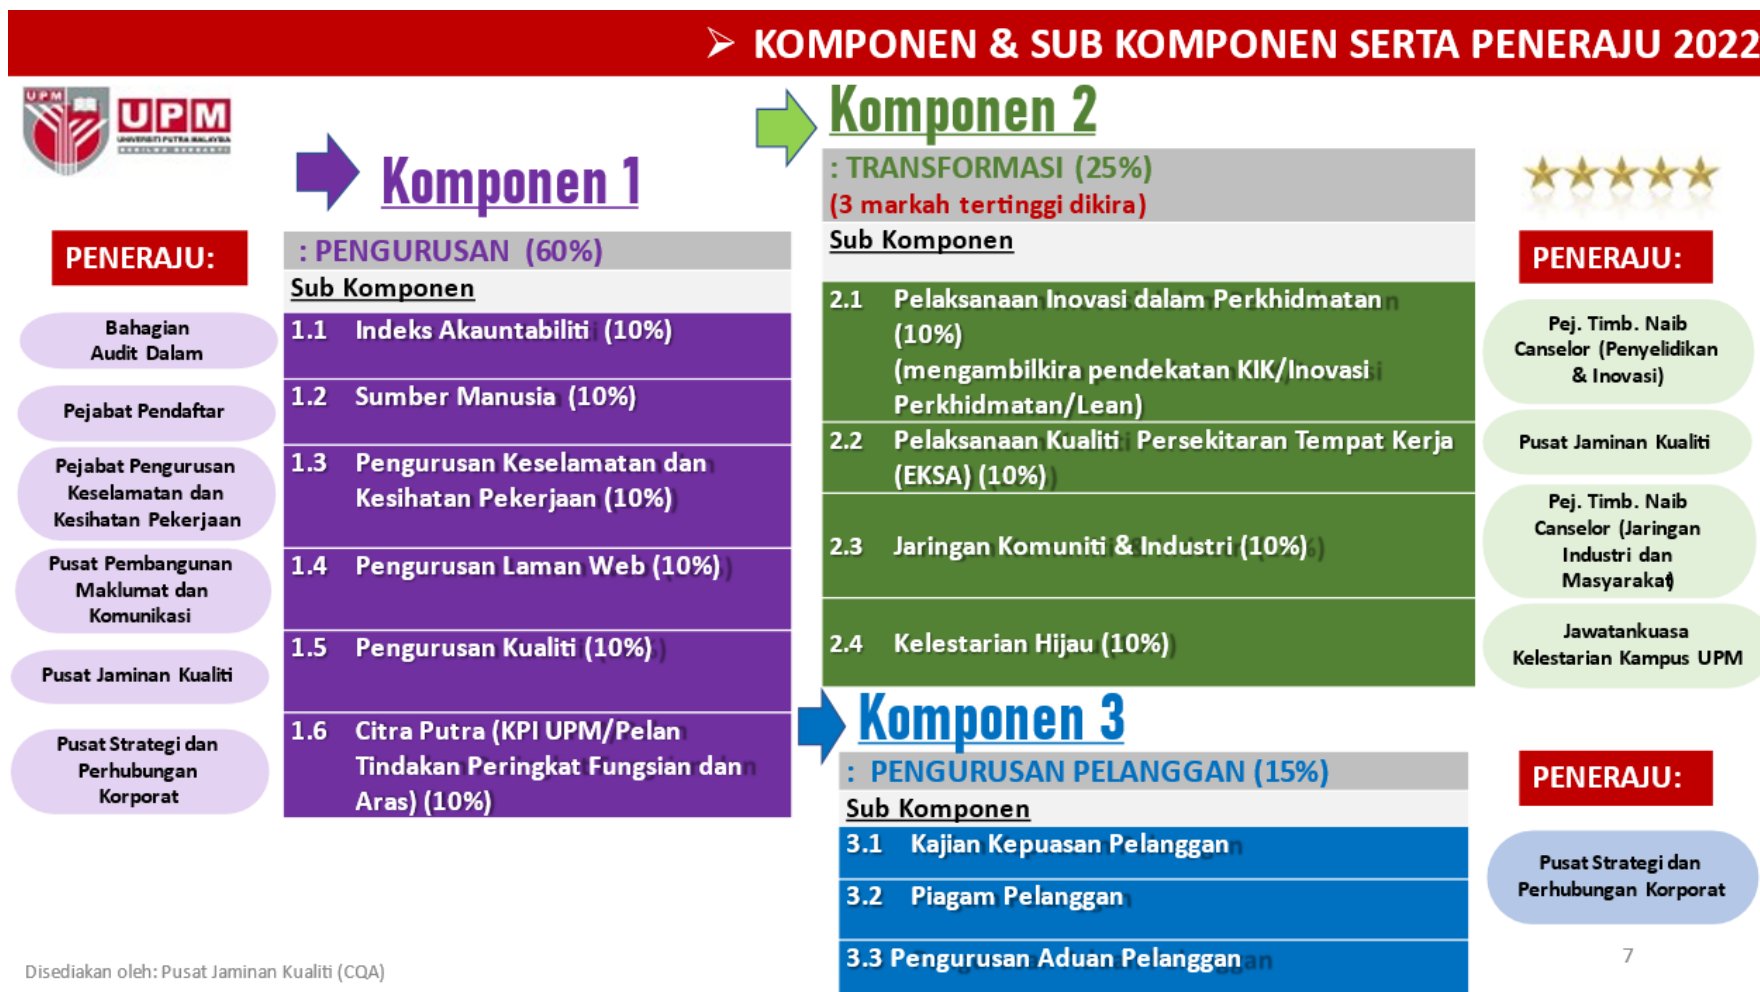 ➢ KOMPONEN & SUB KOMPONEN SERTA PENERAJU 2022
UPM
UPM
UNIVERSITI PUTRA MALAYSIA
Komponen 1
PENERAJU:
: PENGURUSAN (60%)
Sub Komponen
Bahagian
Audit Dalam
1.1 Indeks Akauntabiliti (10%)
Pejabat Pendaftar
1.2 Sumber Manusia (10%)
Pejabat Pengurusan
Keselamatan dan
Kesihatan Pekerjaan
1.3 Pengurusan Keselamatan dan
Kesihatan Pekerjaan (10%)
Pusat Pembangunan
Maklumat dan
Komunikasi
1.4 Pengurusan Laman Web (10%)
Pusat Jaminan Kualiti
1.5 Pengurusan Kualiti (10%)
Pusat Strategi dan
Perhubungan
Korporat
1.6 Citra Putra (KPI UPM/Pelan
Tindakan Peringkat Fungsian dan
Aras) (10%)
Komponen 2
: TRANSFORMASI (25%)
(3 markah tertinggi dikira)
Sub Komponen
PENERAJU:
2.1 Pelaksanaan Inovasi dalam Perkhidmatan
(10%)
(mengambilkira pendekatan KIK/Inovasi
Perkhidmatan/Lean)
Pej. Timb. Naib
Canselor (Penyelidikan
& Inovasi)
2.2 Pelaksanaan Kualiti Persekitaran Tempat Kerja
(EKSA) (10%)
Pusat Jaminan Kualiti
2.3 Jaringan Komuniti & Industri (10%)
Pej. Timb. Naib
Canselor (Jaringan
Industri dan
Masyarakat)
2.4 Kelestarian Hijau (10%)
Jawatankuasa
Kelestarian Kampus UPM
Komponen 3
: PENGURUSAN PELANGGAN (15%)
Sub Komponen
PENERAJU:
3.1 Kajian Kepuasan Pelanggan
3.2 Piagam Pelanggan
3.3 Pengurusan Aduan Pelanggan
Pusat Strategi dan
Perhubungan Korporat
Disediakan oleh: Pusat Jaminan Kualiti (CQA)
7